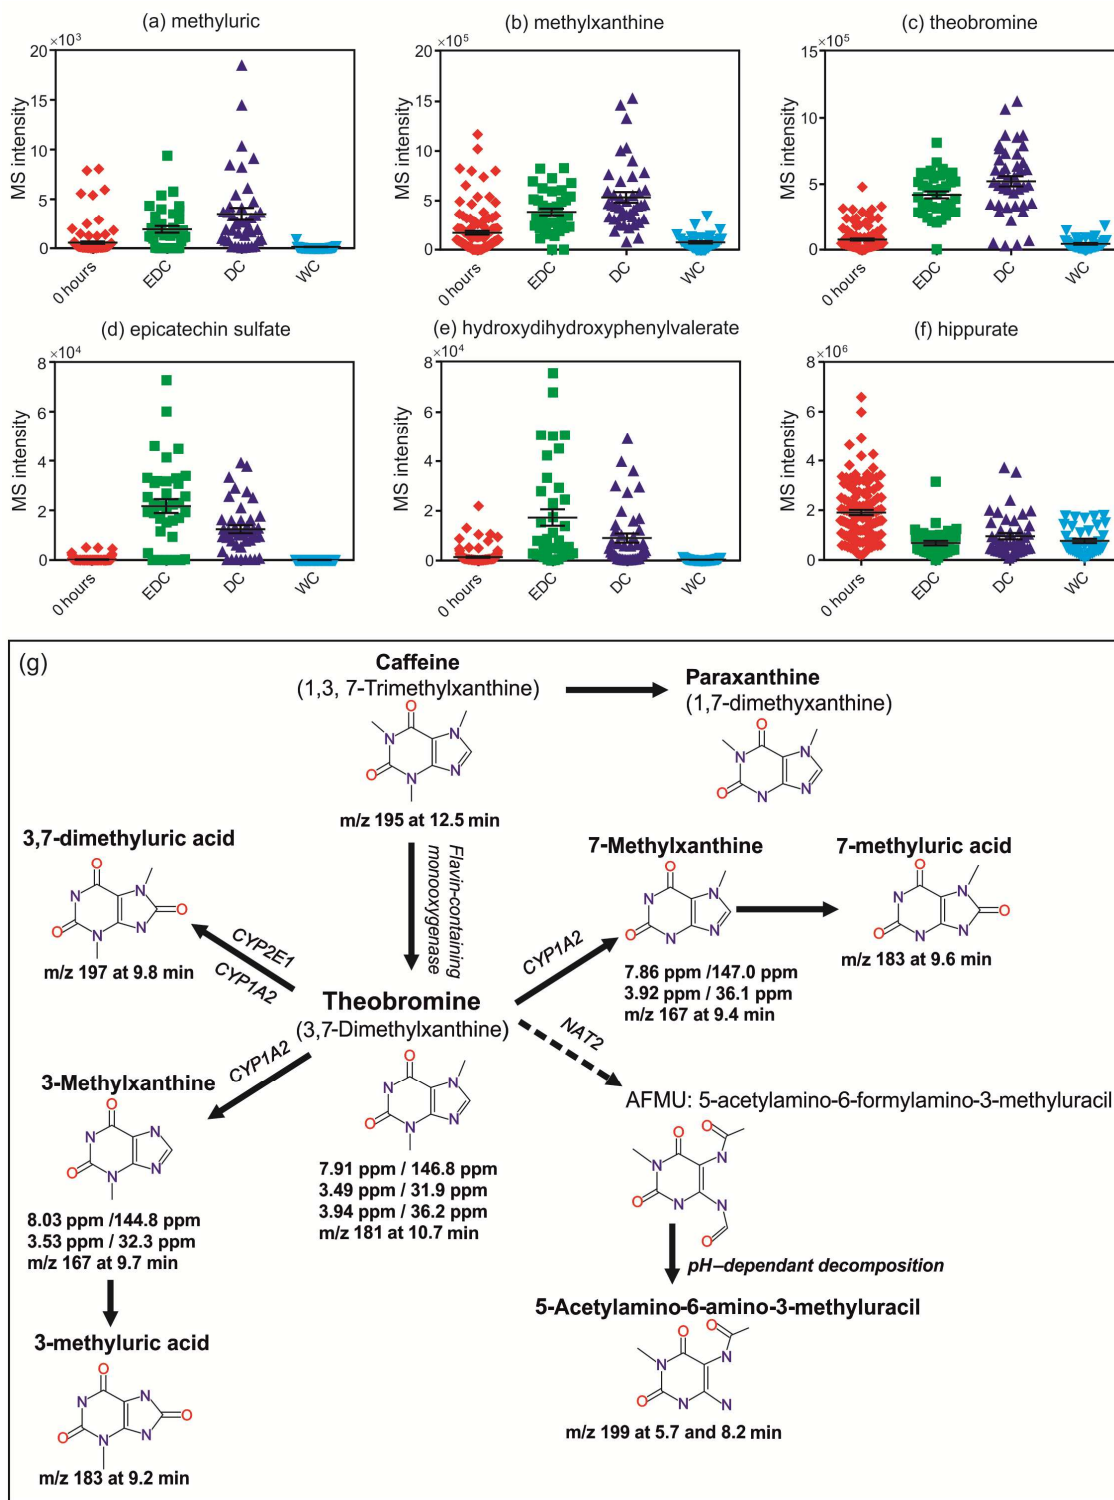 (a) methyluric
×10³
20
15
10
5
0
MS intensity
0 hours
EDC
DC
WC
(b) methylxanthine
×10⁵
20
15
10
5
0
MS intensity
0 hours
EDC
DC
WC
(c) theobromine
×10⁵
15
10
5
0
MS intensity
0 hours
EDC
DC
WC
(d) epicatechin sulfate
×10⁴
8
6
4
2
0
MS intensity
0 hours
EDC
DC
WC
(e) hydroxydihydroxyphenylvalerate
×10⁴
8
6
4
2
0
MS intensity
0 hours
EDC
DC
WC
(f) hippurate
×10⁶
8
6
4
2
0
MS intensity
0 hours
EDC
DC
WC
(g)
Caffeine
(1,3, 7-Trimethylxanthine)
O
N
N
O
N
N
m/z 195 at 12.5 min
Paraxanthine
(1,7-dimethyxanthine)
O
N
N
O
N
N
Flavin-containing
monooxygenase
3,7-dimethyluric acid
O
N
N
O
O
N
N
m/z 197 at 9.8 min
CYP2E1
CYP1A2
7-Methylxanthine
O
N
N
O
N
N
7.86 ppm /147.0 ppm
3.92 ppm / 36.1 ppm
m/z 167 at 9.4 min
CYP1A2
7-methyluric acid
O
N
N
O
O
N
N
m/z 183 at 9.6 min
Theobromine
(3,7-Dimethylxanthine)
O
N
N
O
N
N
7.91 ppm / 146.8 ppm
3.49 ppm / 31.9 ppm
3.94 ppm / 36.2 ppm
m/z 181 at 10.7 min
CYP1A2
3-Methylxanthine
O
N
N
O
N
N
8.03 ppm /144.8 ppm
3.53 ppm / 32.3 ppm
m/z 167 at 9.7 min
NAT2
AFMU: 5-acetylamino-6-formylamino-3-methyluracil
O
O
N
N
O
N
N
O
pH–dependant decomposition
5-Acetylamino-6-amino-3-methyluracil
O
O
N
N
O
N
N
m/z 199 at 5.7 and 8.2 min
3-methyluric acid
O
N
N
O
O
N
N
m/z 183 at 9.2 min